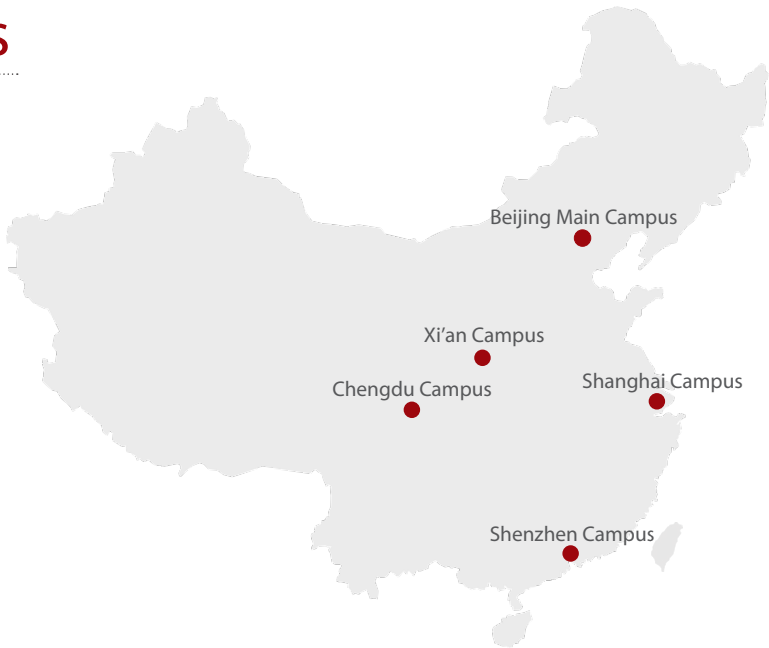 s
Beijing Main Campus
Xi’an Campus
Shanghai Campus
Chengdu Campus
Shenzhen Campus